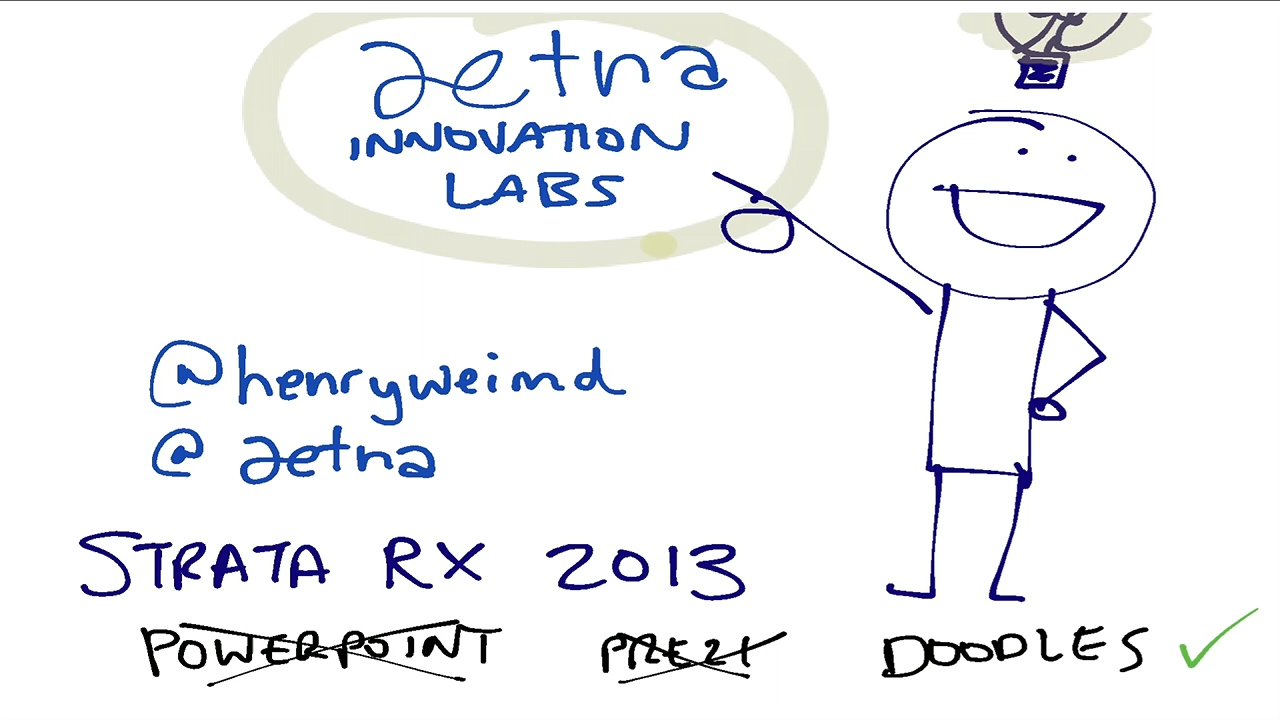 aetna
INNOVATION
LABS
@henryweimd
@aetna
STRATA RX 2013
POWERPOINT PREZI DOODLES